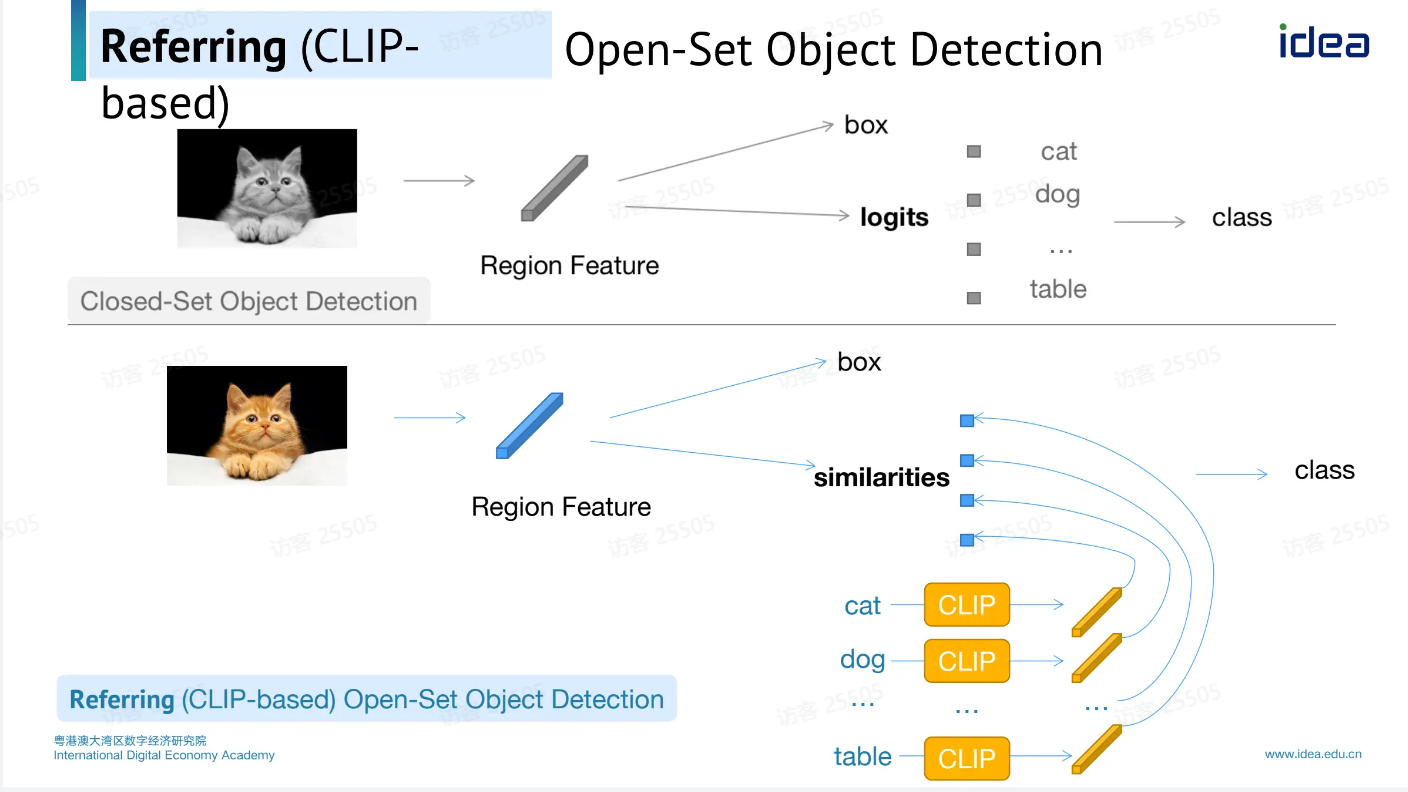 Referring (CLIP-based) Open-Set Object Detection
idea
box
cat
dog
logits
class
...
Region Feature
table
Closed-Set Object Detection
box
similarities
class
Region Feature
cat CLIP
dog CLIP
... ... ...
table CLIP
Referring (CLIP-based) Open-Set Object Detection
粤港澳大湾区数字经济研究院
International Digital Economy Academy
www.idea.edu.cn
访客 25505